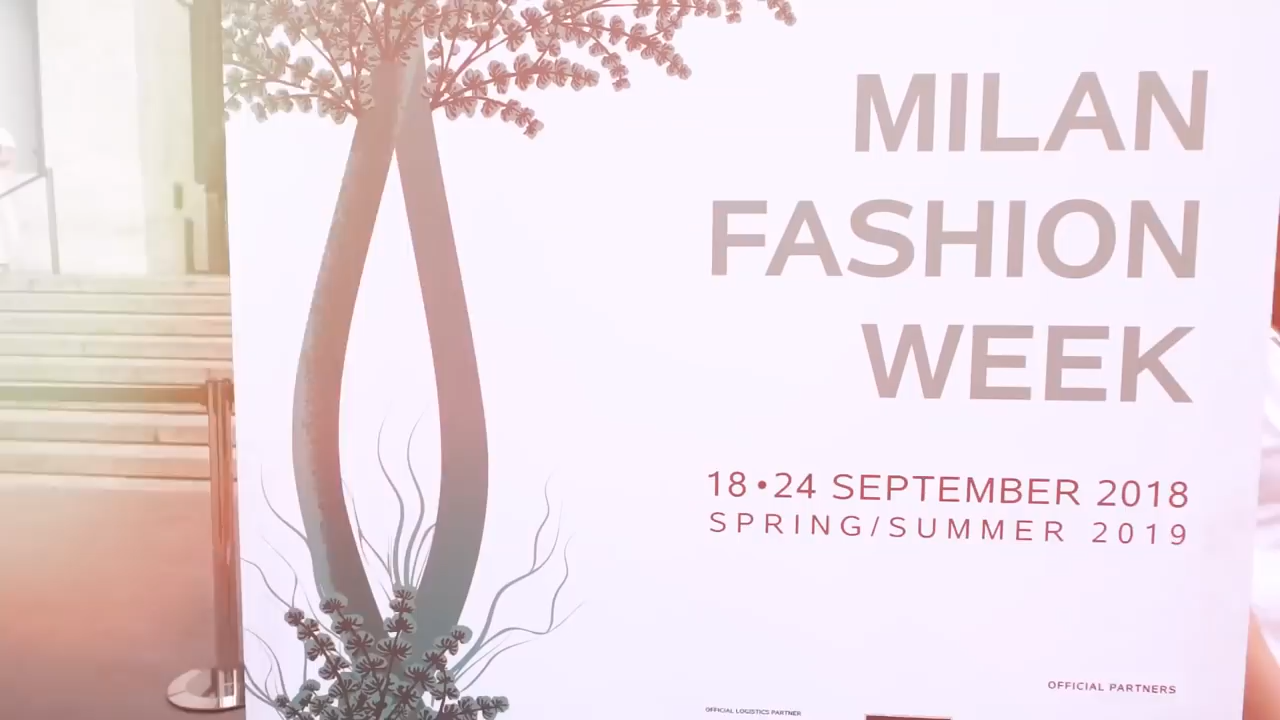 MILAN
FASHION
WEEK
18•24 SEPTEMBER 2018
SPRING/SUMMER 2019
OFFICIAL PARTNERS
OFFICIAL LOGISTICS PARTNER